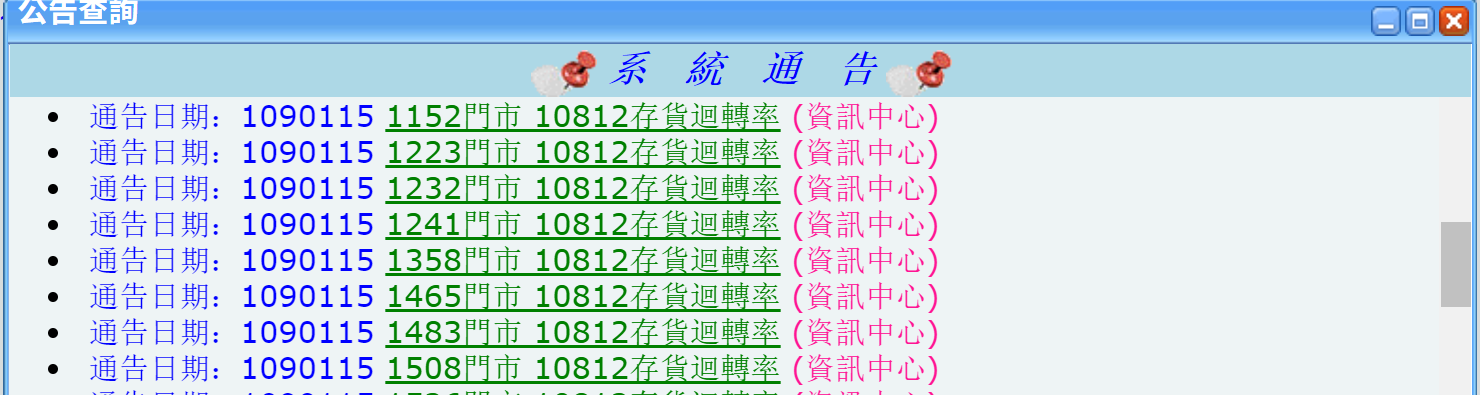 公告查詢
系統通告
通告日期：1090115 1152門市 10812存貨迴轉率 (資訊中心)
通告日期：1090115 1223門市 10812存貨迴轉率 (資訊中心)
通告日期：1090115 1232門市 10812存貨迴轉率 (資訊中心)
通告日期：1090115 1241門市 10812存貨迴轉率 (資訊中心)
通告日期：1090115 1358門市 10812存貨迴轉率 (資訊中心)
通告日期：1090115 1465門市 10812存貨迴轉率 (資訊中心)
通告日期：1090115 1483門市 10812存貨迴轉率 (資訊中心)
通告日期：1090115 1508門市 10812存貨迴轉率 (資訊中心)